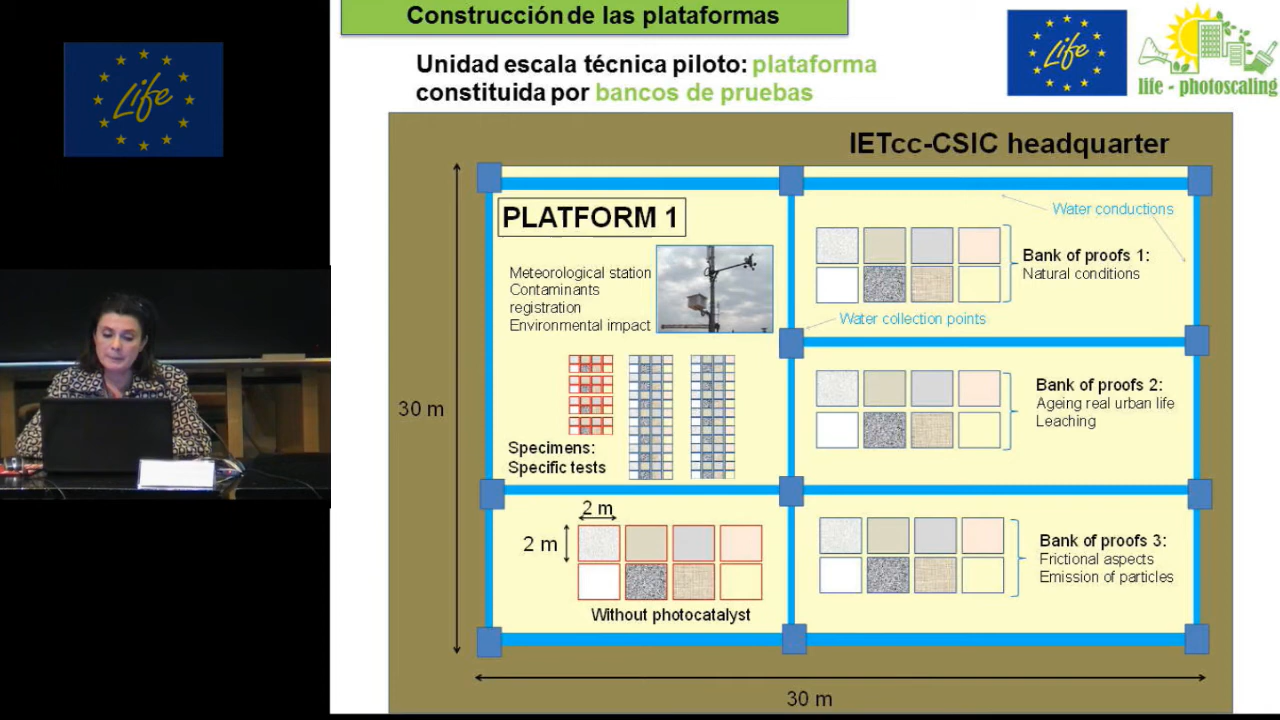 Construcción de las plataformas
Unidad escala técnica piloto: plataforma
constituida por bancos de pruebas
Life
Life
life - photoscaling
IETcc-CSIC headquarter
PLATFORM 1
Meteorological station
Contaminants
registration
Environmental impact
Water conductions
Bank of proofs 1:
Natural conditions
Water collection points
30 m
Bank of proofs 2:
Ageing real urban life
Leaching
Specimens:
Specific tests
2 m
2 m
Without photocatalyst
Bank of proofs 3:
Frictional aspects
Emission of particles
30 m